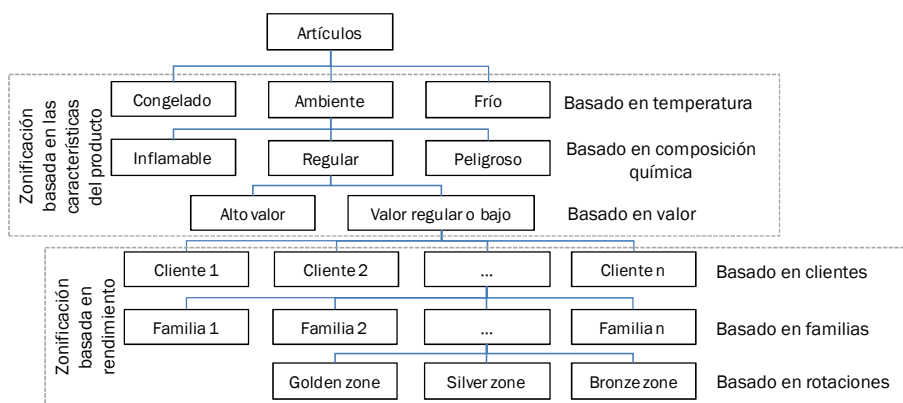 Artículos
Zonificación
basada en las
características
del producto
Congelado
Ambiente
Frío
Basado en temperatura
Inflamable
Regular
Peligroso
Basado en composición
química
Alto valor
Valor regular o bajo
Basado en valor
Zonificación
basada en
rendimiento
Cliente 1
Cliente 2
...
Cliente n
Basado en clientes
Familia 1
Familia 2
...
Familia n
Basado en familias
Golden zone
Silver zone
Bronze zone
Basado en rotaciones